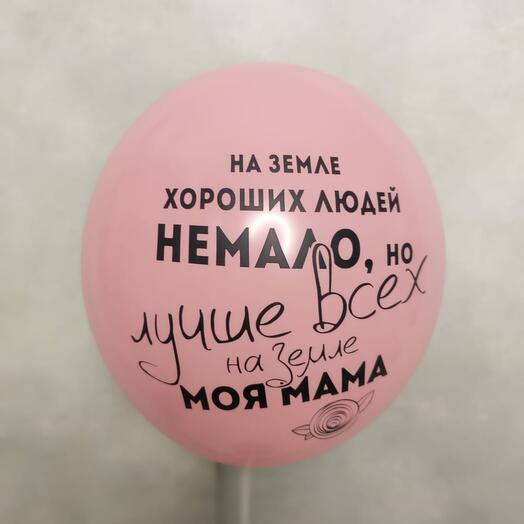 НА ЗЕМЛЕ
ХОРОШИХ ЛЮДЕЙ
НЕМАЛО, НО
лучше всех
на земле
МОЯ МАМА